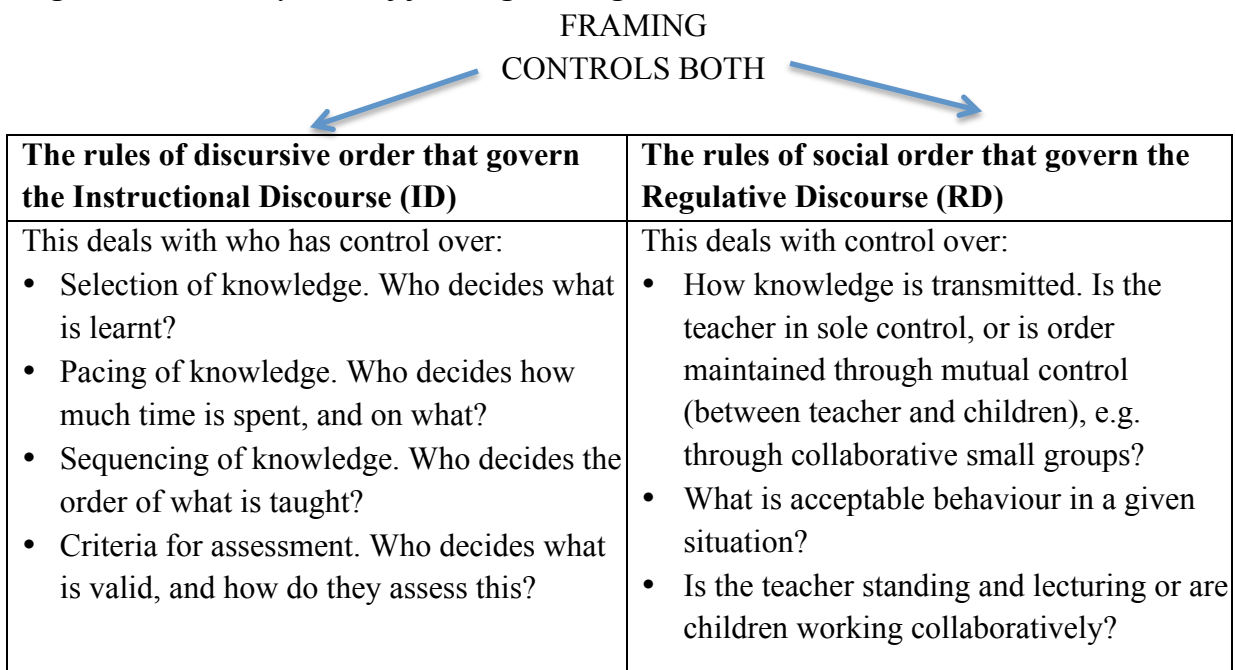 FRAMING
CONTROLS BOTH
The rules of discursive order that govern
the Instructional Discourse (ID)
This deals with who has control over:
• Selection of knowledge. Who decides what
is learnt?
• Pacing of knowledge. Who decides how
much time is spent, and on what?
• Sequencing of knowledge. Who decides the
order of what is taught?
• Criteria for assessment. Who decides what
is valid, and how do they assess this?
The rules of social order that govern the
Regulative Discourse (RD)
This deals with control over:
• How knowledge is transmitted. Is the
teacher in sole control, or is order
maintained through mutual control
(between teacher and children), e.g.
through collaborative small groups?
• What is acceptable behaviour in a given
situation?
• Is the teacher standing and lecturing or are
children working collaboratively?